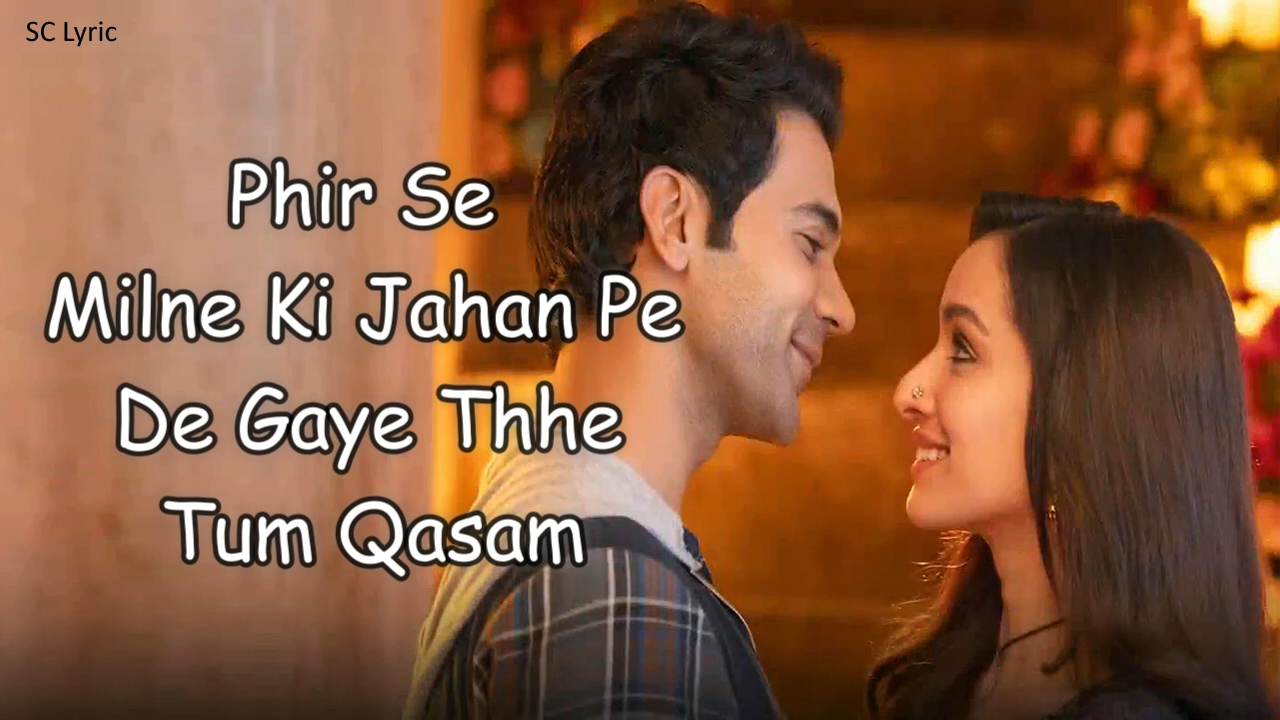 SC Lyric
Phir Se
Milne Ki Jahan Pe
De Gaye Thhe
Tum Qasam